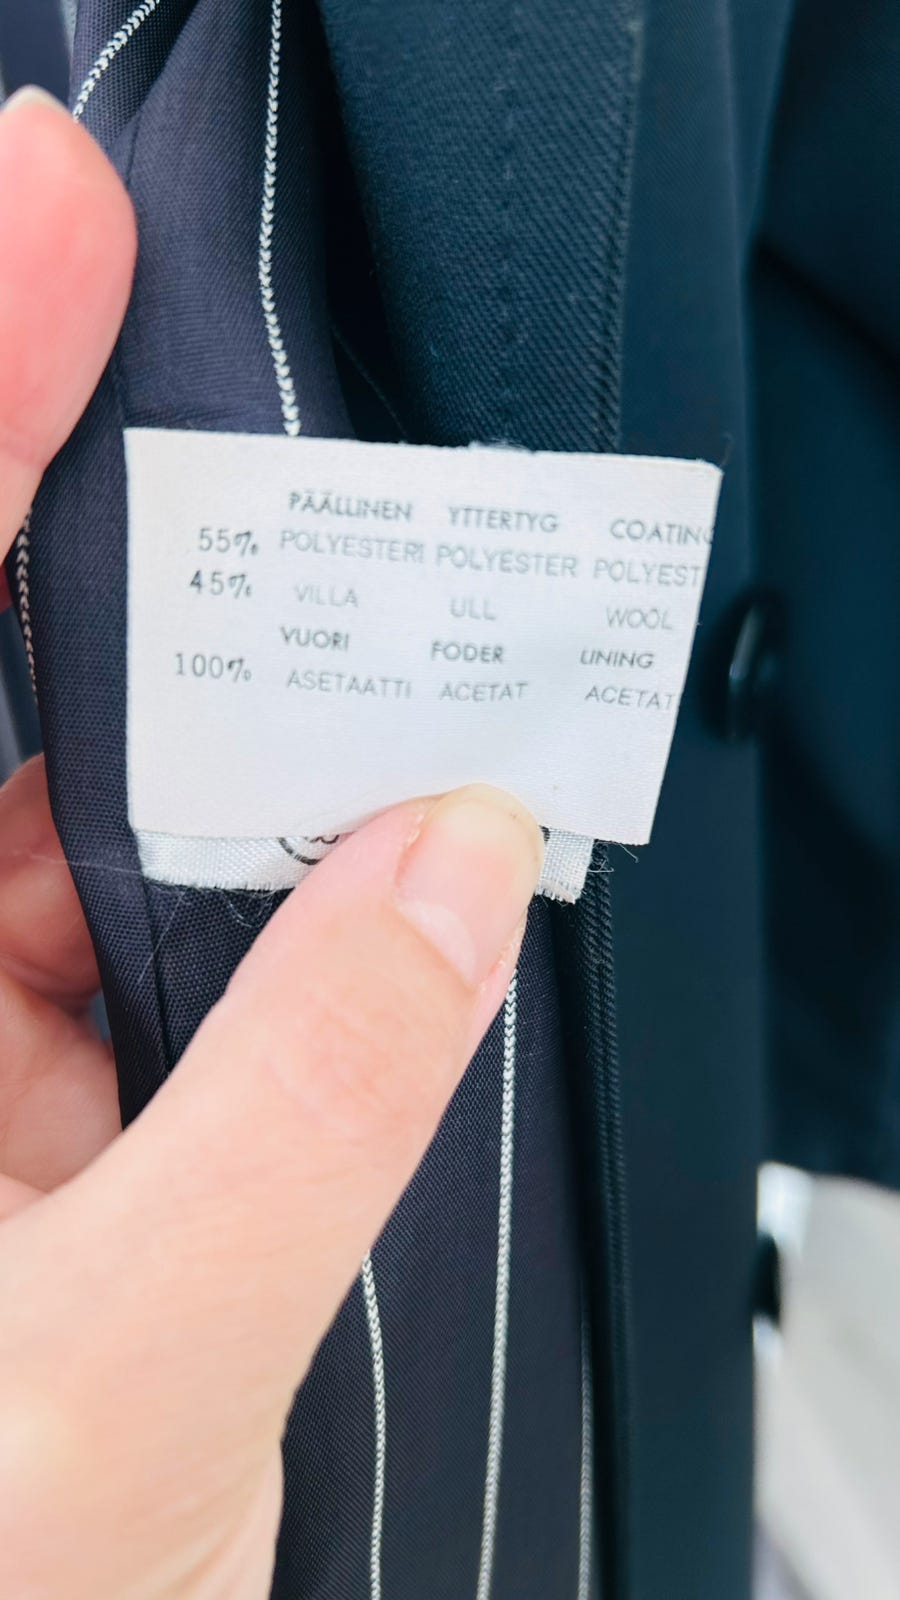 PÄÄLLINEN YTTERTYG COATING
55% POLYESTERI POLYESTER POLYEST
45% VILLA ULL WOOL
VUORI FODER LINING
100% ASETAATTI ACETAT ACETAT